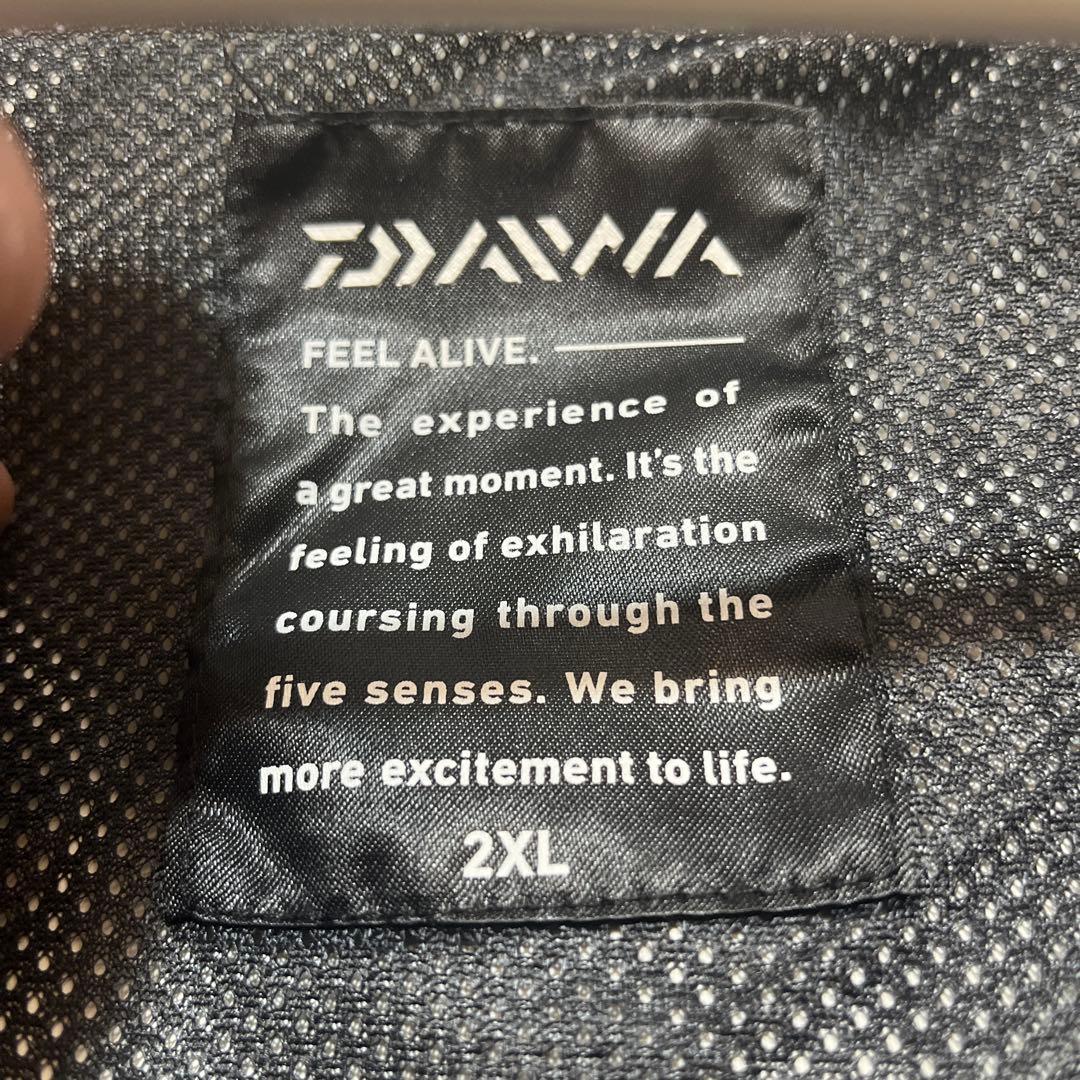 DAIWA
FEEL ALIVE.
The experience of
a great moment. It's the
feeling of exhilaration
coursing through the
five senses. We bring
more excitement to life.
2XL